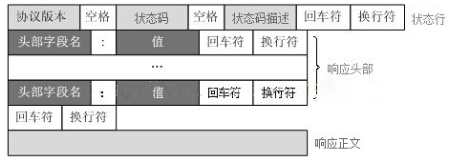 协议版本 空格 状态码 空格 状态码描述 回车符 换行符 状态行
头部字段名 : 值 回车符 换行符
...
响应头部
头部字段名 : 值 回车符 换行符
回车符 换行符
响应正文